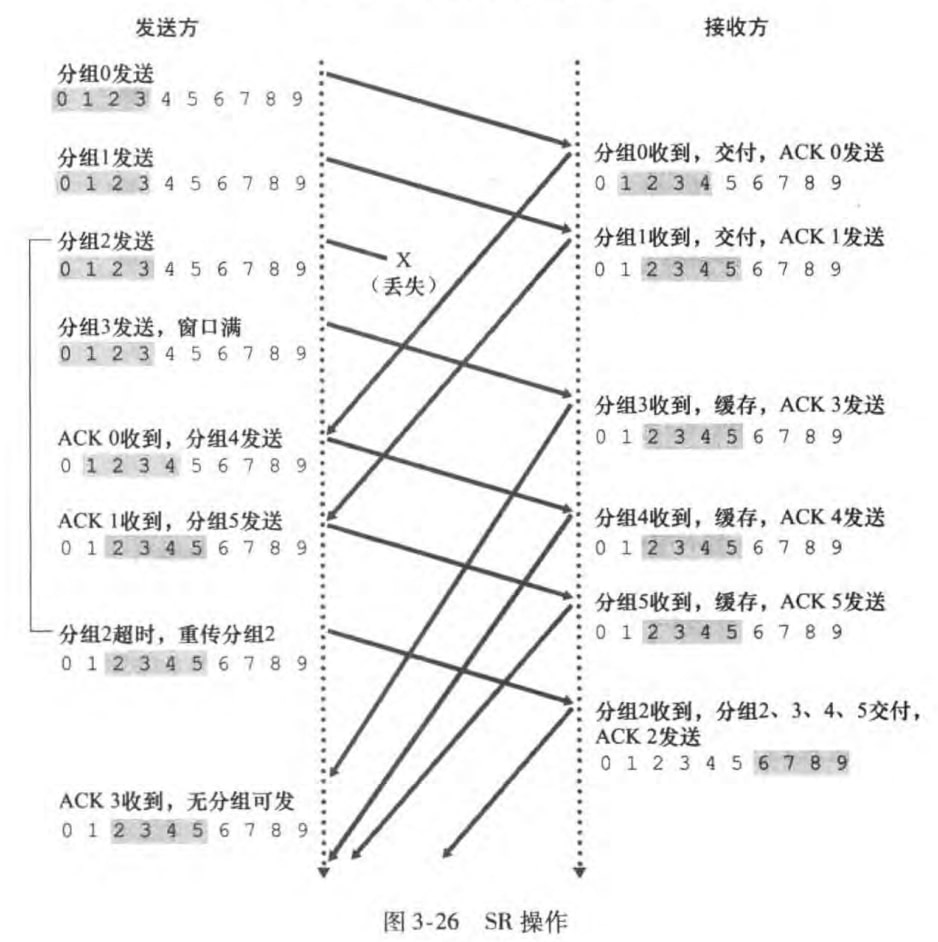 发送方
接收方
分组0发送
0 1 2 3 4 5 6 7 8 9
分组0收到，交付，ACK 0发送
0 1 2 3 4 5 6 7 8 9
分组1发送
0 1 2 3 4 5 6 7 8 9
分组1收到，交付，ACK 1发送
0 1 2 3 4 5 6 7 8 9
分组2发送
0 1 2 3 4 5 6 7 8 9
X
（丢失）
分组3发送，窗口满
0 1 2 3 4 5 6 7 8 9
分组3收到，缓存，ACK 3发送
0 1 2 3 4 5 6 7 8 9
ACK 0收到，分组4发送
0 1 2 3 4 5 6 7 8 9
分组4收到，缓存，ACK 4发送
0 1 2 3 4 5 6 7 8 9
ACK 1收到，分组5发送
0 1 2 3 4 5 6 7 8 9
分组5收到，缓存，ACK 5发送
0 1 2 3 4 5 6 7 8 9
分组2超时，重传分组2
0 1 2 3 4 5 6 7 8 9
分组2收到，分组2、3、4、5交付，
ACK 2发送
0 1 2 3 4 5 6 7 8 9
ACK 3收到，无分组可发
0 1 2 3 4 5 6 7 8 9
图 3-26 SR 操作